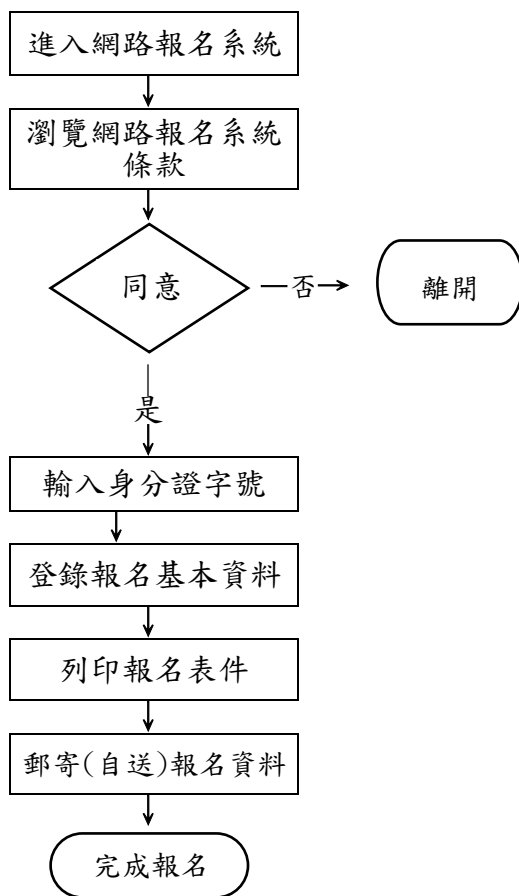 進入網路報名系統
瀏覽網路報名系統
條款
同意
否
離開
是
輸入身分證字號
登錄報名基本資料
列印報名表件
郵寄(自送)報名資料
完成報名